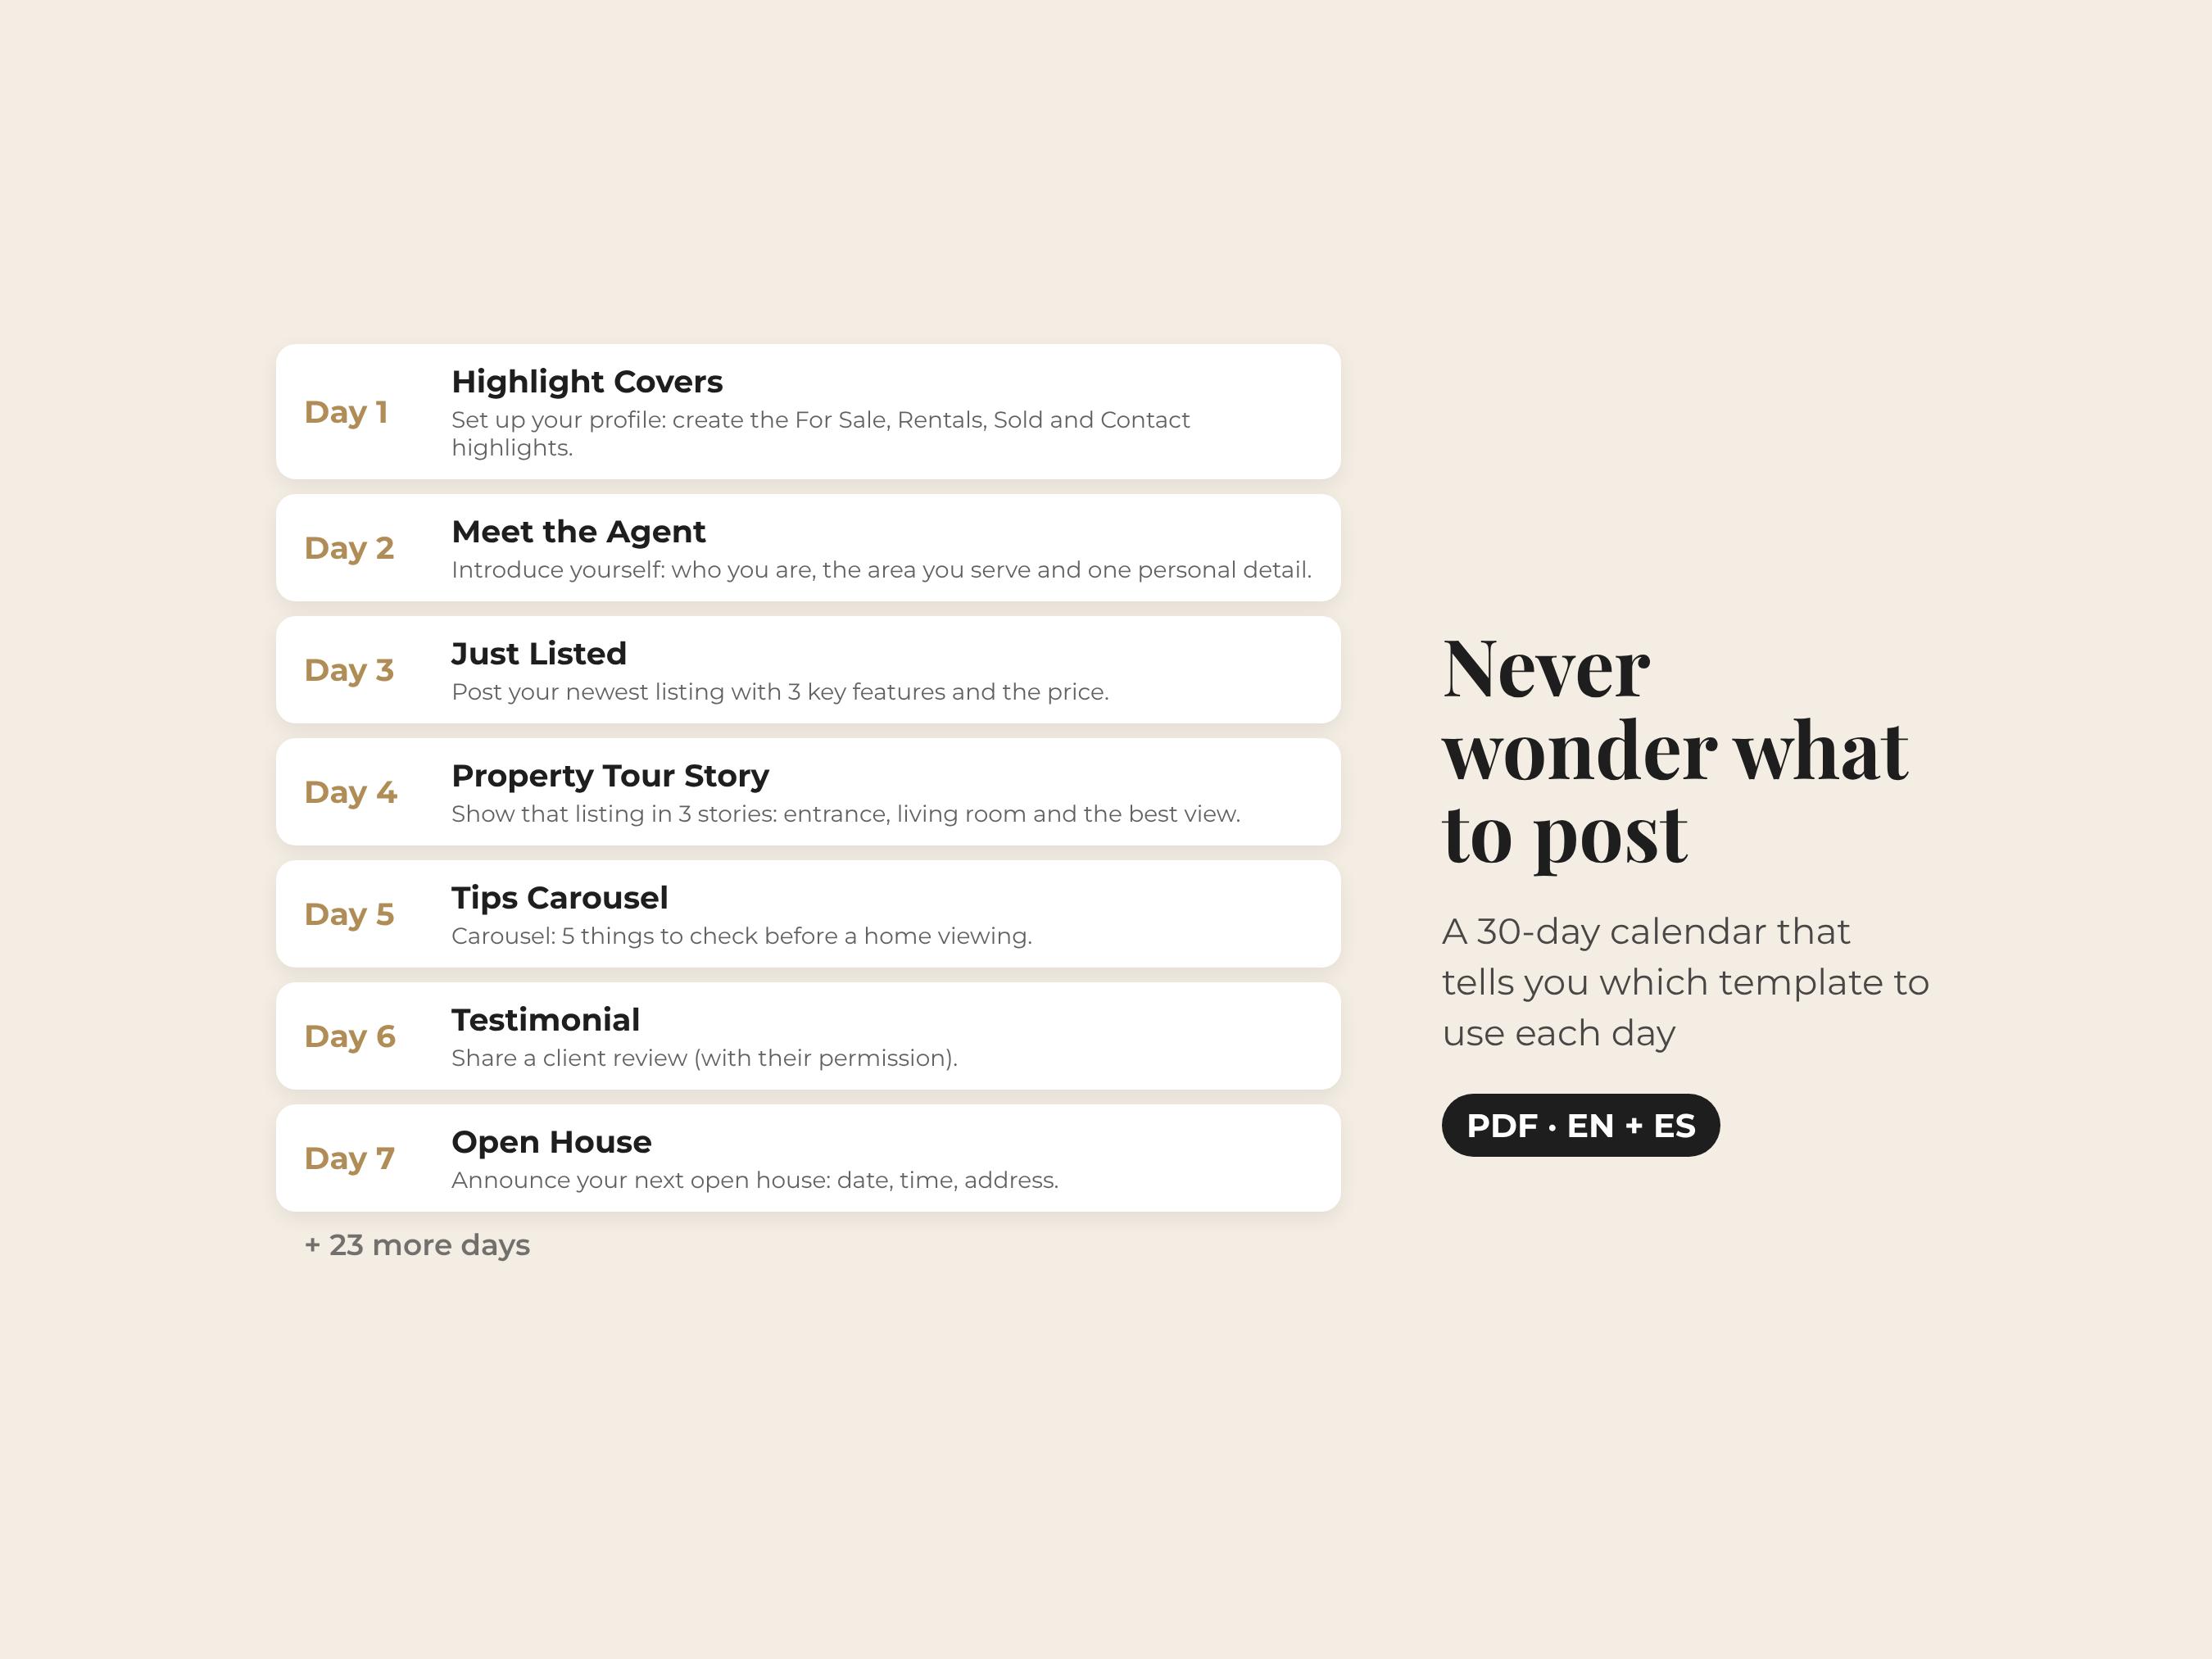 Day 1
Highlight Covers
Set up your profile: create the For Sale, Rentals, Sold and Contact
highlights.
Day 2
Meet the Agent
Introduce yourself: who you are, the area you serve and one personal detail.
Day 3
Just Listed
Post your newest listing with 3 key features and the price.
Day 4
Property Tour Story
Show that listing in 3 stories: entrance, living room and the best view.
Day 5
Tips Carousel
Carousel: 5 things to check before a home viewing.
Day 6
Testimonial
Share a client review (with their permission).
Day 7
Open House
Announce your next open house: date, time, address.
+ 23 more days
Never
wonder what
to post
A 30-day calendar that
tells you which template to
use each day
PDF · EN + ES